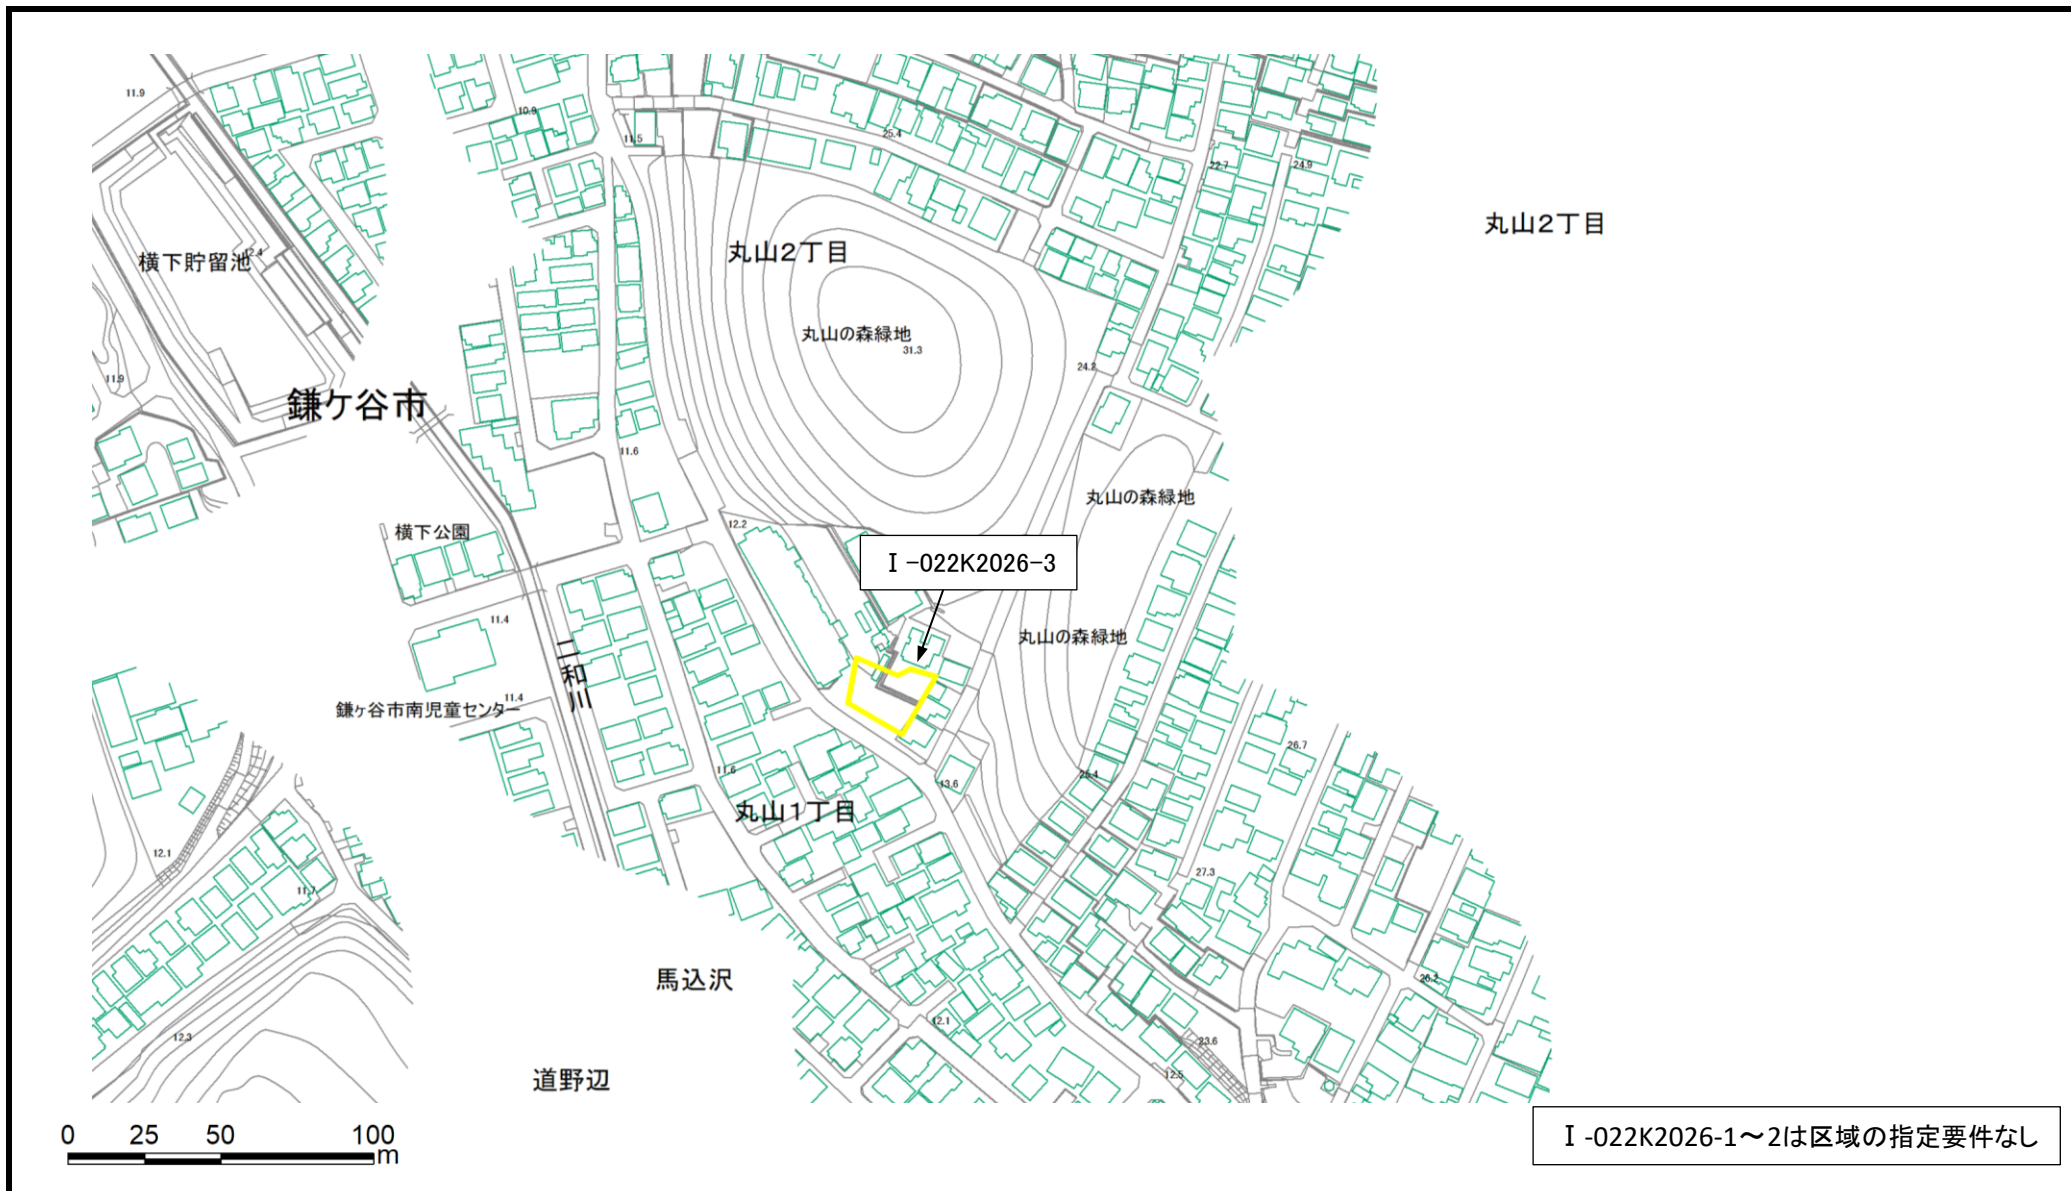 11.9
10.9
11.5
25.4
22.7
24.9
丸山2丁目
丸山2丁目
横下貯留池
12.4
丸山の森緑地
31.3
24.2
11.9
鎌ケ谷市
11.6
丸山の森緑地
12.2
横下公園
Ⅰ-022K2026-3
11.4
二和川
丸山の森緑地
11.4
鎌ヶ谷市南児童センター
26.7
11.6
25.4
13.6
丸山1丁目
12.1
27.3
11.7
馬込沢
26.2
12.1
12.3
23.6
12.5
道野辺
0 25 50 100
m
Ⅰ-022K2026-1～2は区域の指定要件なし